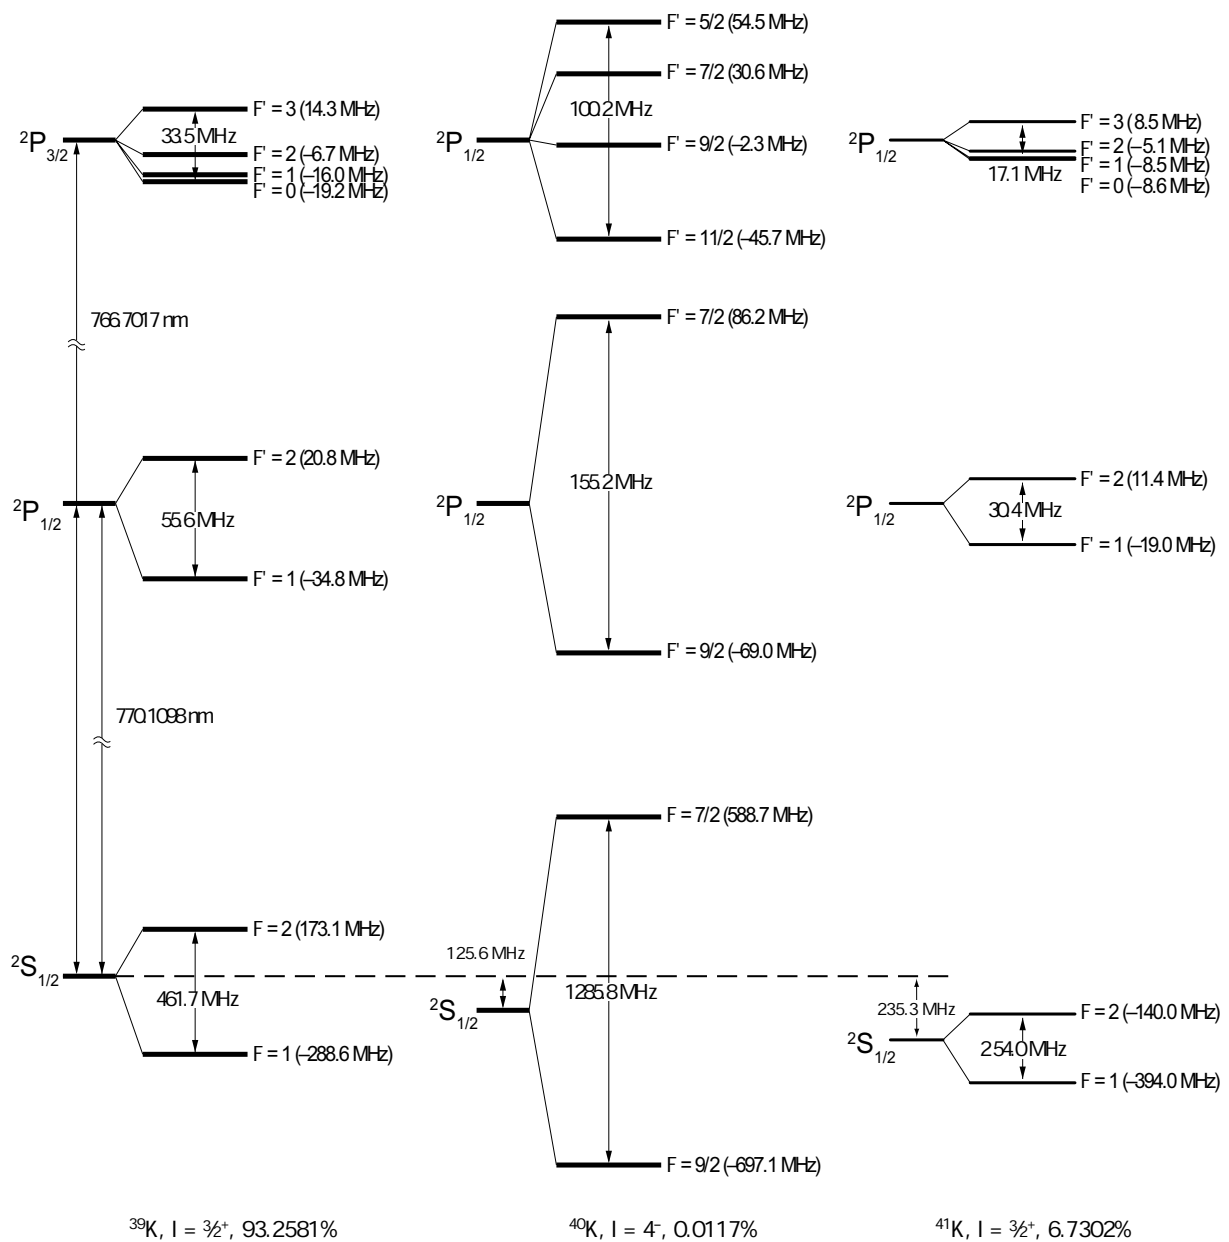 ²P3/2
F' = 3 (14.3 MHz)
33.5 MHz
F' = 2 (–6.7 MHz)
F' = 1 (–16.0 MHz)
F' = 0 (–19.2 MHz)
766.7017 nm
²P1/2
F' = 2 (20.8 MHz)
55.6 MHz
F' = 1 (–34.8 MHz)
770.1098 nm
²S1/2
F = 2 (173.1 MHz)
461.7 MHz
F = 1 (–288.6 MHz)
³⁹K, I = ³⁄₂⁺, 93.2581%
²P1/2
F' = 5/2 (54.5 MHz)
F' = 7/2 (30.6 MHz)
100.2 MHz
F' = 9/2 (–2.3 MHz)
F' = 11/2 (–45.7 MHz)
²P1/2
F' = 7/2 (86.2 MHz)
155.2 MHz
F' = 9/2 (–69.0 MHz)
125.6 MHz
²S1/2
F = 7/2 (588.7 MHz)
1285.8 MHz
F = 9/2 (–697.1 MHz)
⁴⁰K, I = 4⁻, 0.0117%
²P1/2
F' = 3 (8.5 MHz)
F' = 2 (–5.1 MHz)
F' = 1 (–8.5 MHz)
17.1 MHz
F' = 0 (–8.6 MHz)
²P1/2
F' = 2 (11.4 MHz)
30.4 MHz
F' = 1 (–19.0 MHz)
235.3 MHz
²S1/2
F = 2 (–140.0 MHz)
254.0 MHz
F = 1 (–394.0 MHz)
⁴¹K, I = ³⁄₂⁺, 6.7302%